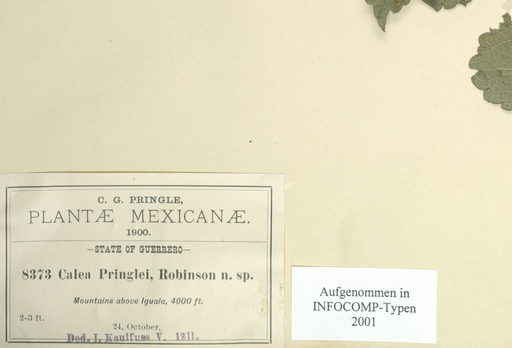 C. G. PRINGLE,
PLANTÆ MEXICANÆ.
1900.
—STATE OF GUERRERO—
8373 Calea Pringlei, Robinson n. sp.
Mountains above Iguala, 4000 ft.
2–3 ft.
24, October.
Ded. I. Kaulfuss V. 1911.
Aufgenommen in
INFOCOMP-Typen
2001